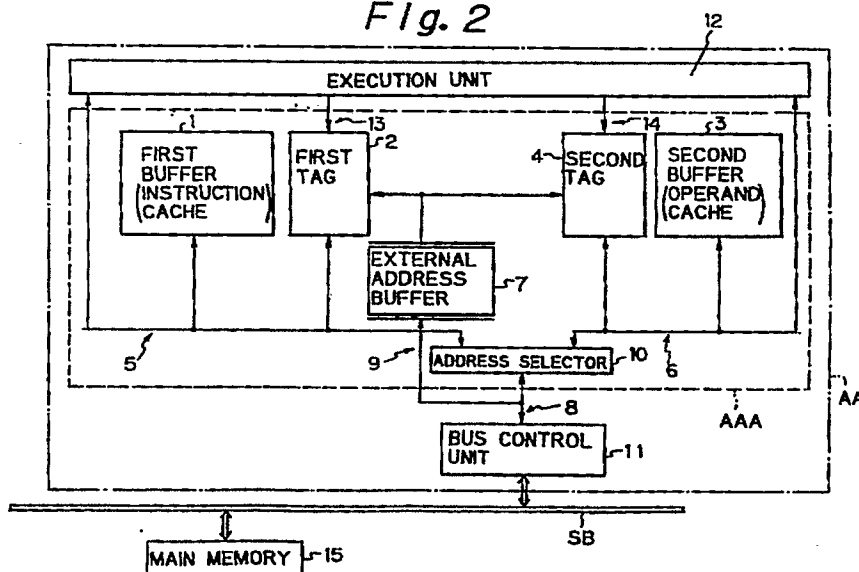 Fig. 2
12
EXECUTION UNIT
1
13
2
14
3
FIRST
BUFFER
(INSTRUCTION)
CACHE
FIRST
TAG
4
SECOND
TAG
SECOND
BUFFER
(OPERAND)
CACHE
EXTERNAL
ADDRESS
BUFFER
7
5
9
ADDRESS SELECTOR
10
6
8
AAA
AA
BUS CONTROL
UNIT
11
SB
MAIN MEMORY
15